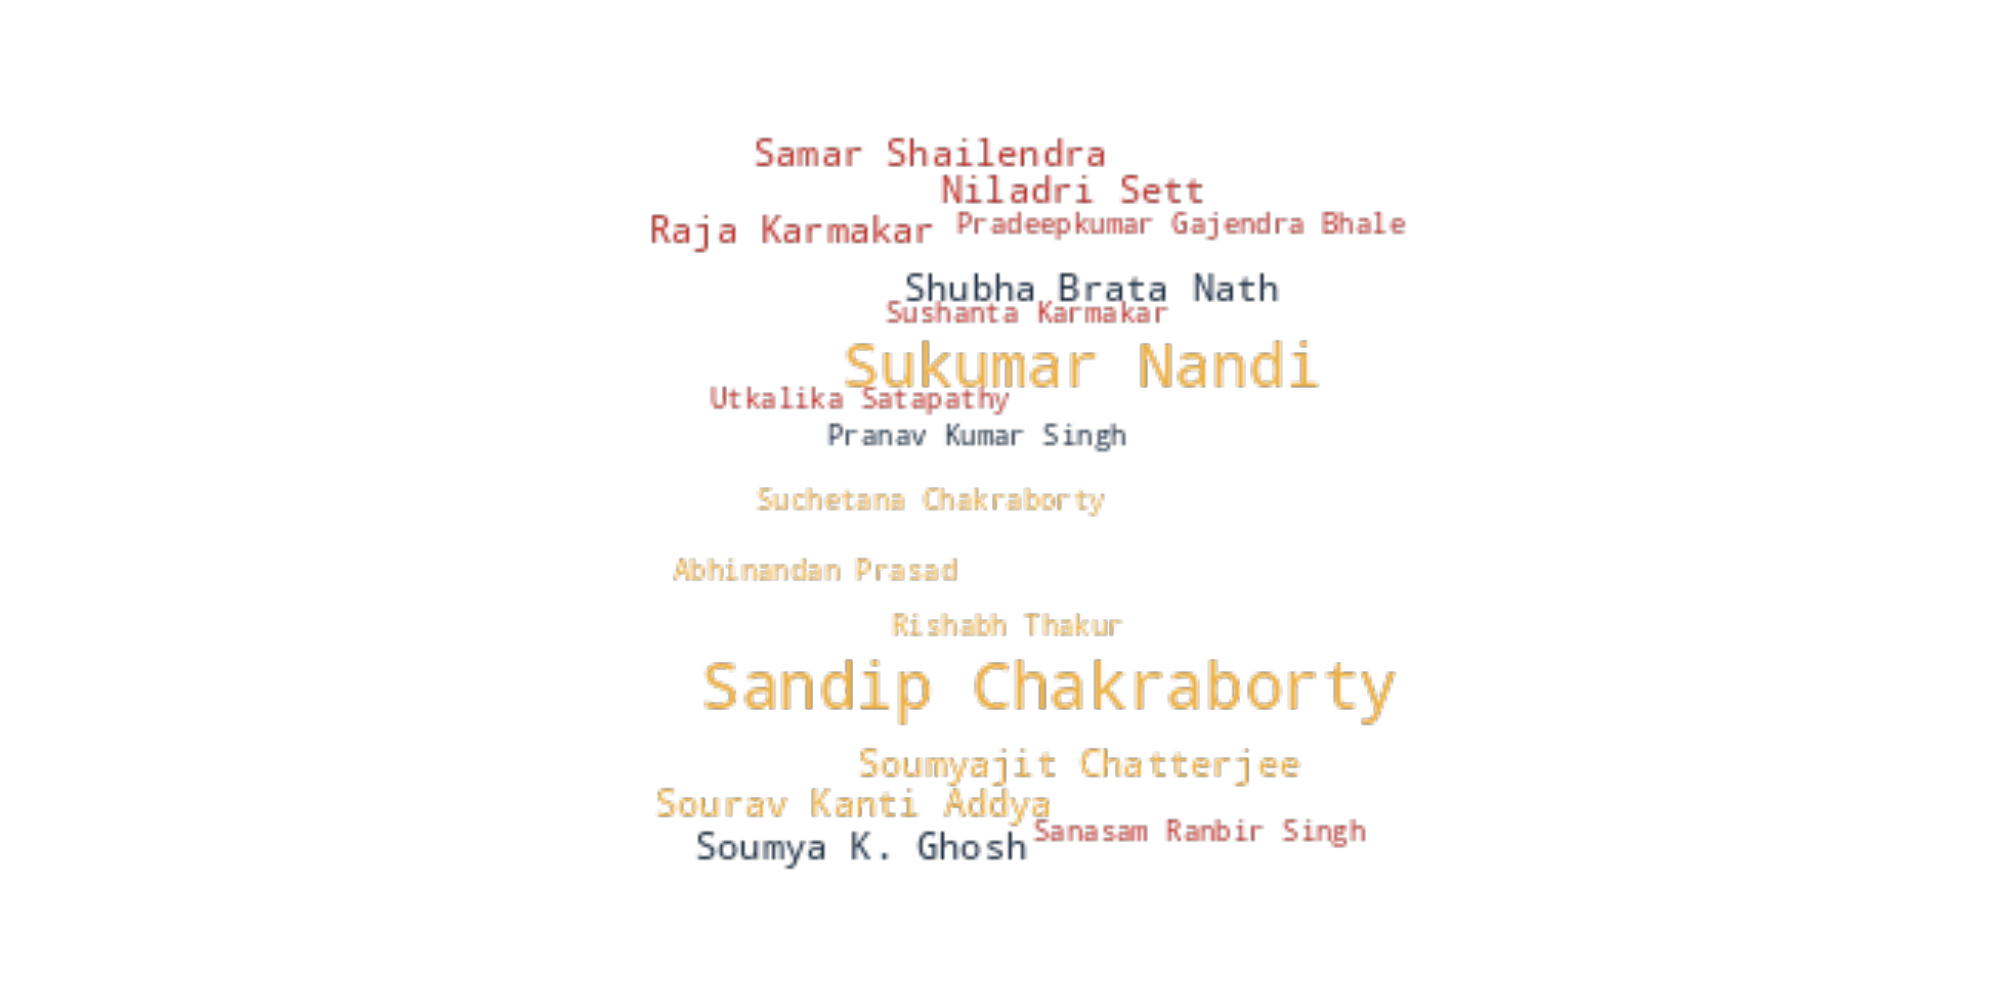 Samar Shailendra
Niladri Sett
Raja Karmakar
Pradeepkumar Gajendra Bhale
Shubha Brata Nath
Sushanta Karmakar
Sukumar Nandi
Utkalika Satapathy
Pranav Kumar Singh
Suchetana Chakraborty
Abhinandan Prasad
Rishabh Thakur
Sandip Chakraborty
Soumyajit Chatterjee
Sourav Kanti Addya
Sanasam Ranbir Singh
Soumya K. Ghosh